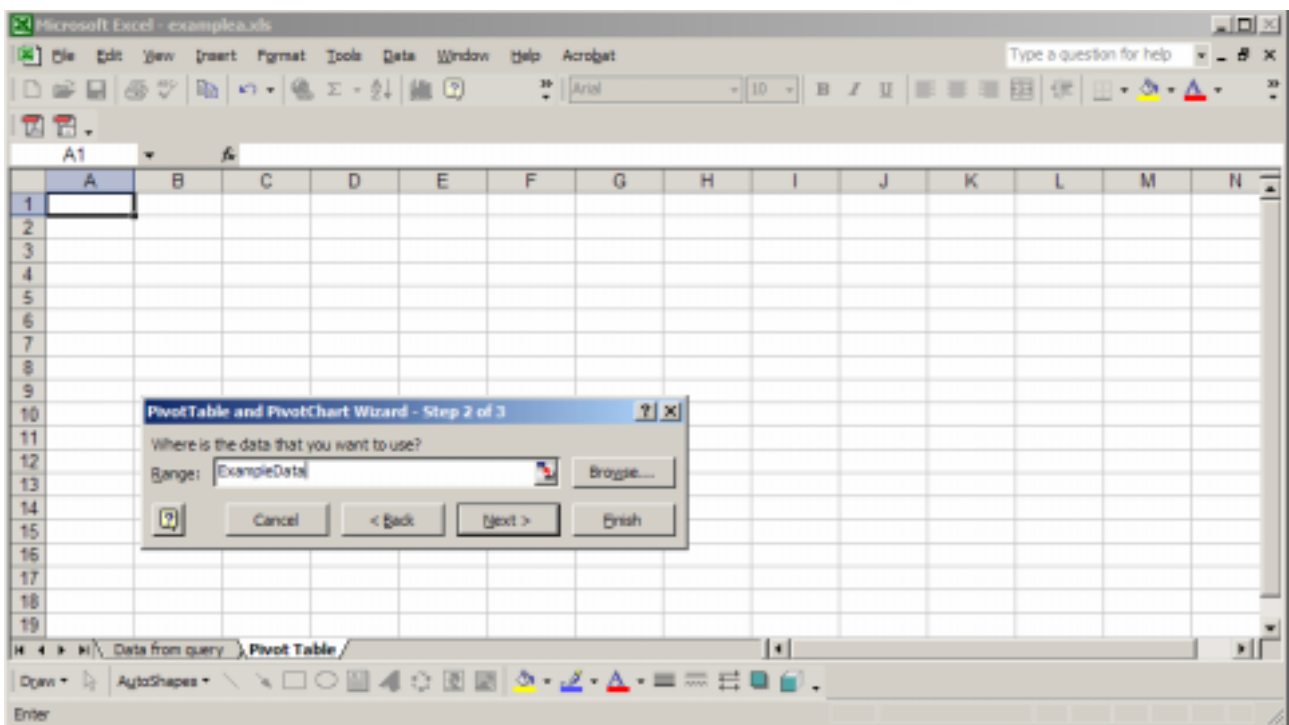 Microsoft Excel - examplea.xls
File Edit View Insert Format Tools Data Window Help Acrobat Type a question for help
Arial 10 B I U
A1 fx
A B C D E F G H I J K L M N
1
2
3
4
5
6
7
8
9
10
11
12
13
14
15
16
17
18
19
PivotTable and PivotChart Wizard - Step 2 of 3
Where is the data that you want to use?
Range: ExampleData Browse...
Cancel < Back Next > Finish
Data from query Pivot Table
Draw AutoShapes
Enter